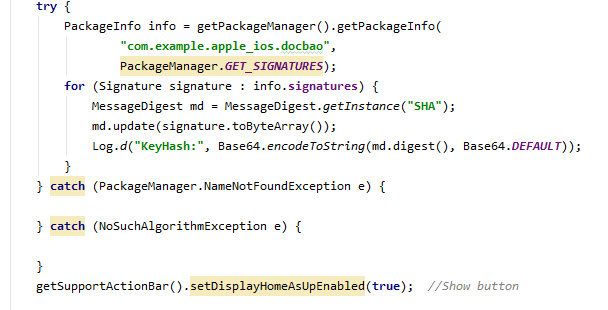 try {
    PackageInfo info = getPackageManager().getPackageInfo(
            "com.example.apple_ios.docbao",
            PackageManager.GET_SIGNATURES);
    for (Signature signature : info.signatures) {
        MessageDigest md = MessageDigest.getInstance("SHA");
        md.update(signature.toByteArray());
        Log.d("KeyHash:", Base64.encodeToString(md.digest(), Base64.DEFAULT));
    }
} catch (PackageManager.NameNotFoundException e) {

} catch (NoSuchAlgorithmException e) {

}
getSupportActionBar().setDisplayHomeAsUpEnabled(true);  //Show button